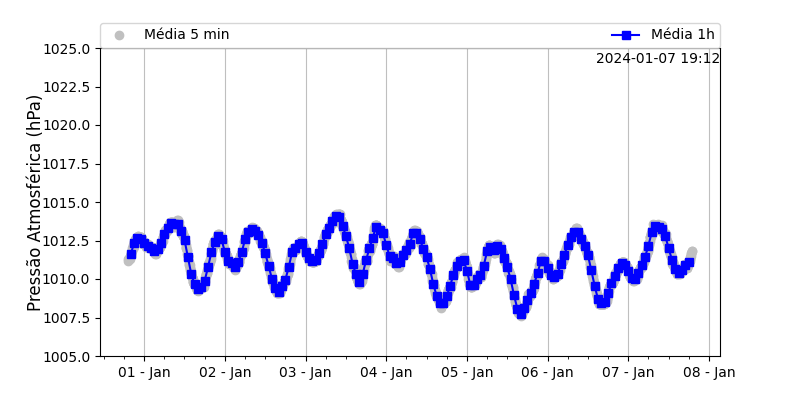 Média 5 min
Média 1h
2024-01-07 19:12
Pressão Atmosférica (hPa)
1025.0
1022.5
1020.0
1017.5
1015.0
1012.5
1010.0
1007.5
1005.0
01 - Jan
02 - Jan
03 - Jan
04 - Jan
05 - Jan
06 - Jan
07 - Jan
08 - Jan